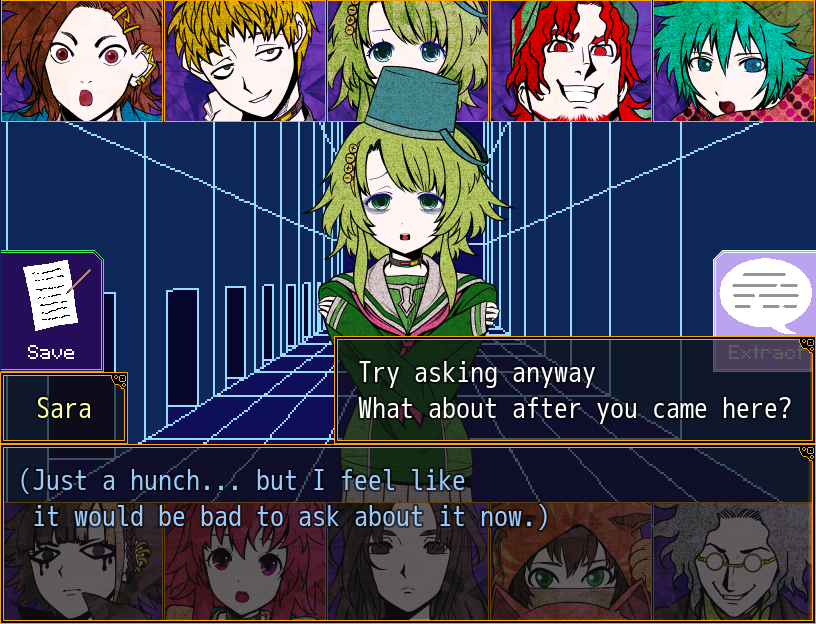 Save
Extract
Try asking anyway
What about after you came here?
Sara
(Just a hunch... but I feel like
it would be bad to ask about it now.)